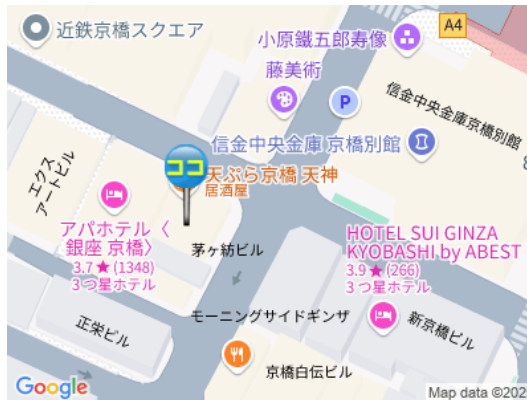 近鉄京橋スクエア
A4
小原鐵五郎寿像
藤美術
P
信金中央金庫京橋別館
信金中央金庫 京橋別館
ココ
天ぷら京橋 天神
居酒屋
エクス
アートビル
アパホテル〈
銀座 京橋〉
3.7★(1348)
3 つ星ホテル
茅ヶ紡ビル
HOTEL SUI GINZA
KYOBASHI by ABEST
3.9★(266)
3 つ星ホテル
正栄ビル
モーニングサイドギンザ
新京橋ビル
京橋白伝ビル
Google
Map data ©202